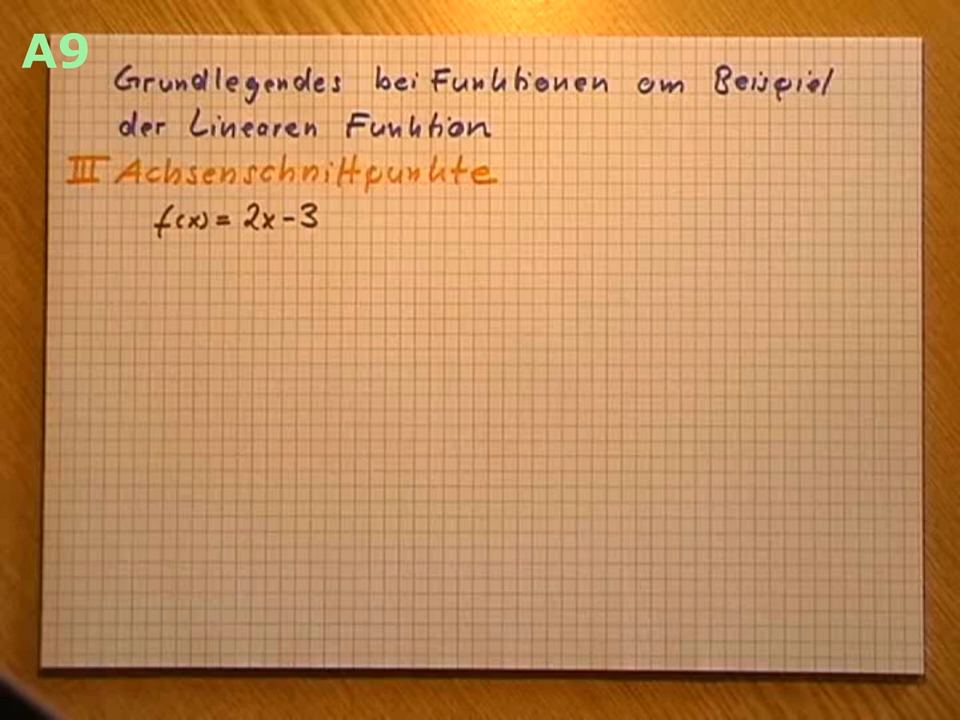 A9
Grundlegendes bei Funktionen am Beispiel
der Linearen Funktion
III Achsenschnittpunkte
f(x) = 2x - 3